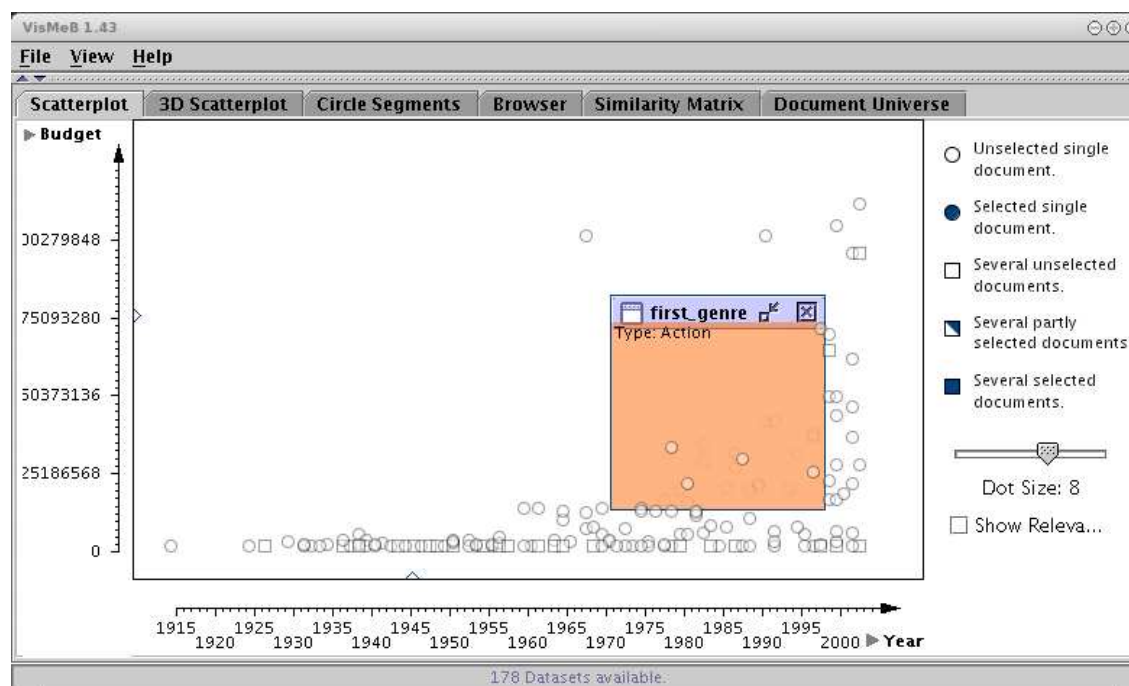 VisMeB 1.43
File View Help
Scatterplot 3D Scatterplot Circle Segments Browser Similarity Matrix Document Universe
Budget
00279848
75093280
50373136
25186568
0
first_genre
Type: Action
Unselected single
document.
Selected single
document.
Several unselected
documents.
Several partly
selected documents
Several selected
documents.
Dot Size: 8
Show Releva...
1915 1925 1935 1945 1955 1965 1975 1985 1995
1920 1930 1940 1950 1960 1970 1980 1990 2000 Year
178 Datasets available.